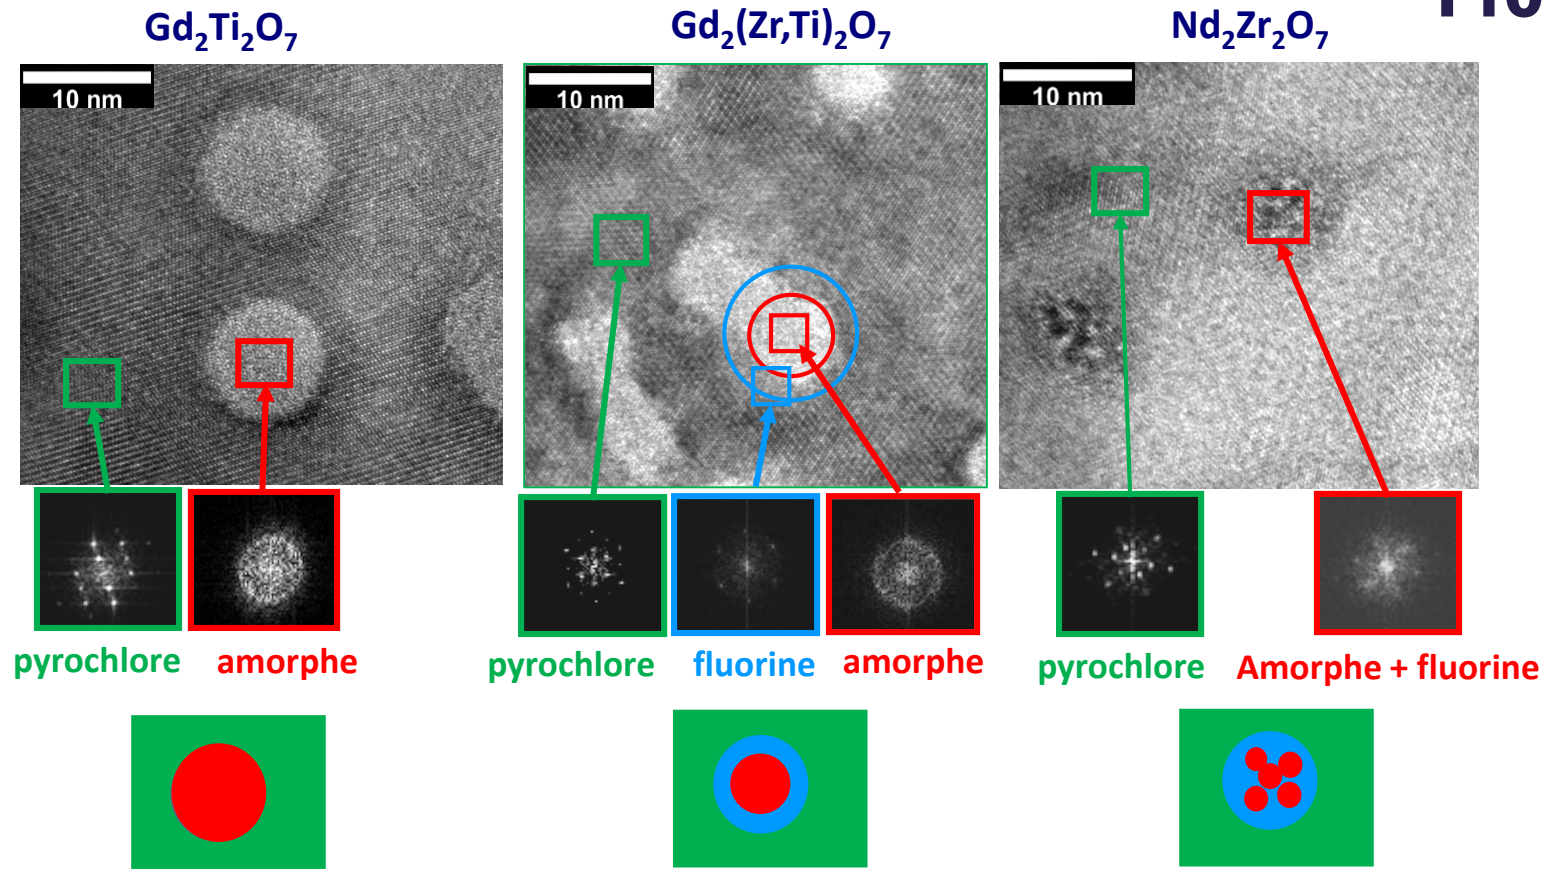 Gd₂Ti₂O₇
Gd₂(Zr,Ti)₂O₇
Nd₂Zr₂O₇
10 nm
10 nm
10 nm
pyrochlore
amorphe
pyrochlore
fluorine
amorphe
pyrochlore
Amorphe + fluorine